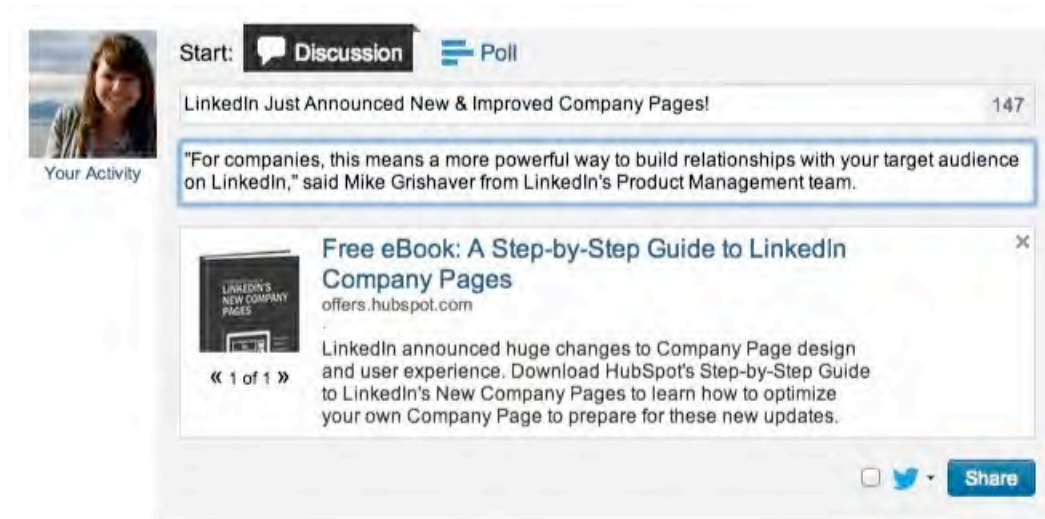 Start: Discussion Poll
LinkedIn Just Announced New & Improved Company Pages! 147
"For companies, this means a more powerful way to build relationships with your target audience
on LinkedIn," said Mike Grishaver from LinkedIn's Product Management team.
Your Activity
Free eBook: A Step-by-Step Guide to LinkedIn
Company Pages
offers.hubspot.com
LINKEDIN'S
NEW COMPANY
PAGES
« 1 of 1 »
LinkedIn announced huge changes to Company Page design
and user experience. Download HubSpot's Step-by-Step Guide
to LinkedIn's New Company Pages to learn how to optimize
your own Company Page to prepare for these new updates.
Share